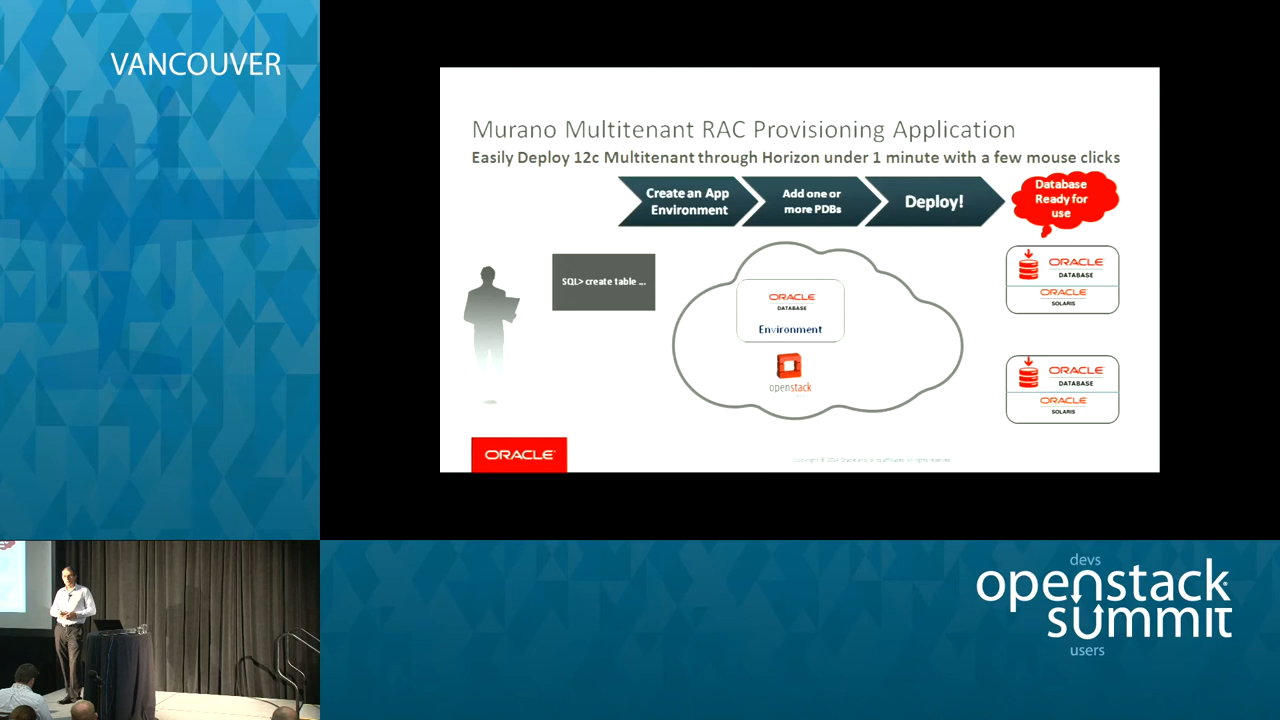 VANCOUVER
Murano Multitenant RAC Provisioning Application
Easily Deploy 12c Multitenant through Horizon under 1 minute with a few mouse clicks
Create an App
Environment
Add one or
more PDBs
Deploy!
Database
Ready for
use
SQL> create table ...
ORACLE
DATABASE
Environment
openstack
ORACLE
DATABASE
ORACLE
SOLARIS
ORACLE
DATABASE
ORACLE
SOLARIS
ORACLE
devs
openstack
summit
users